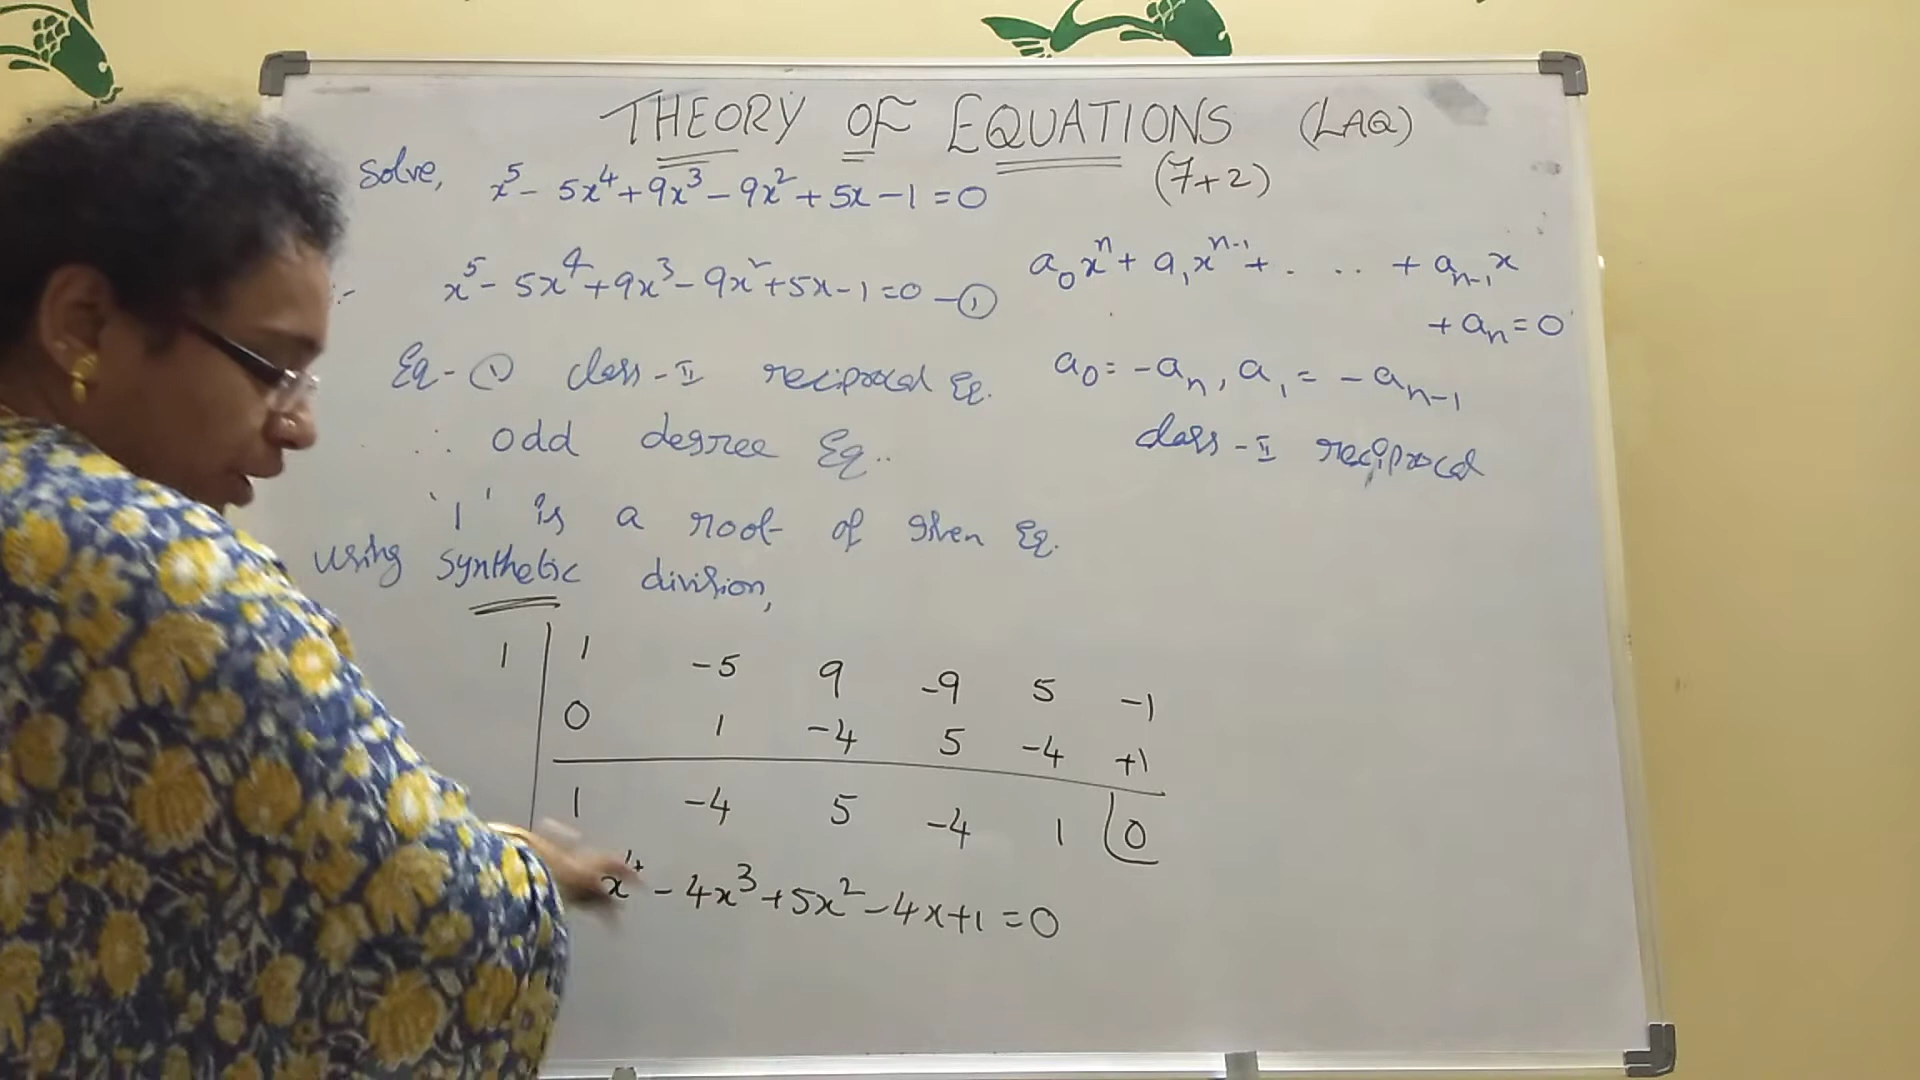 THEORY OF EQUATIONS (LAQ)
(7+2)
Solve, x⁵ - 5x⁴ + 9x³ - 9x² + 5x - 1 = 0
:- x⁵ - 5x⁴ + 9x³ - 9x² + 5x - 1 = 0 - ①
Eq - ① class - II reciprocal Eq.
∴ odd degree Eq..
'1' is a root of given Eq.
using synthetic division,
1 | 1 -5 9 -9 5 -1
0 1 -4 5 -4 +1
1 -4 5 -4 1 0
x⁴ - 4x³ + 5x² - 4x + 1 = 0
a₀xⁿ + a₁xⁿ⁻¹ + . . . + aₙ₋₁x
+ aₙ = 0
a₀ = -aₙ, a₁ = -aₙ₋₁
class - II reciprocal